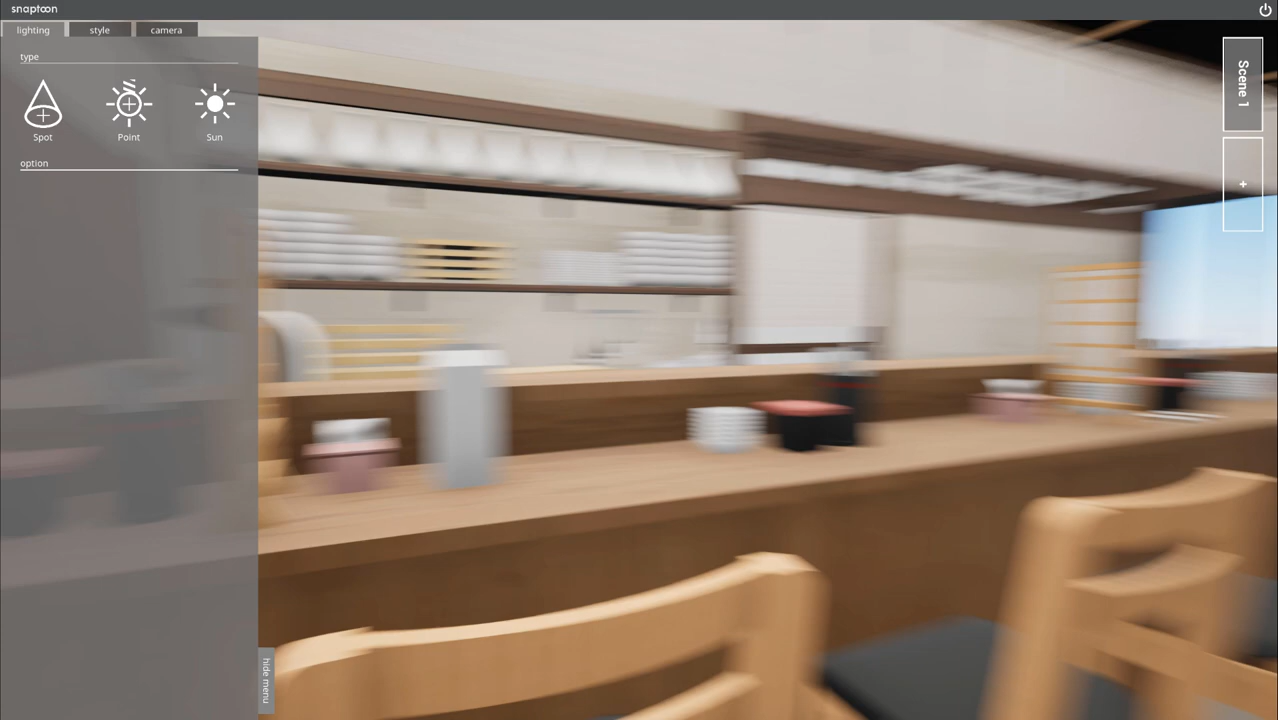 snaptoon
lighting
style
camera
type
Spot
Point
Sun
option
Scene 1
+
hide menu